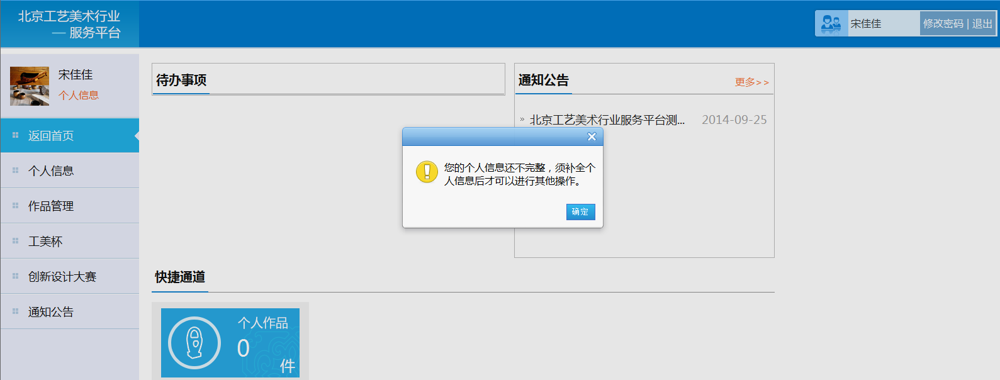 北京工艺美术行业
— 服务平台
宋佳佳
修改密码 | 退出
宋佳佳
个人信息
返回首页
个人信息
作品管理
工美杯
创新设计大赛
通知公告
待办事项
通知公告
更多>>
» 北京工艺美术行业服务平台测... 2014-09-25
您的个人信息还不完整，须补全个
人信息后才可以进行其他操作。
确定
快捷通道
个人作品
0
件